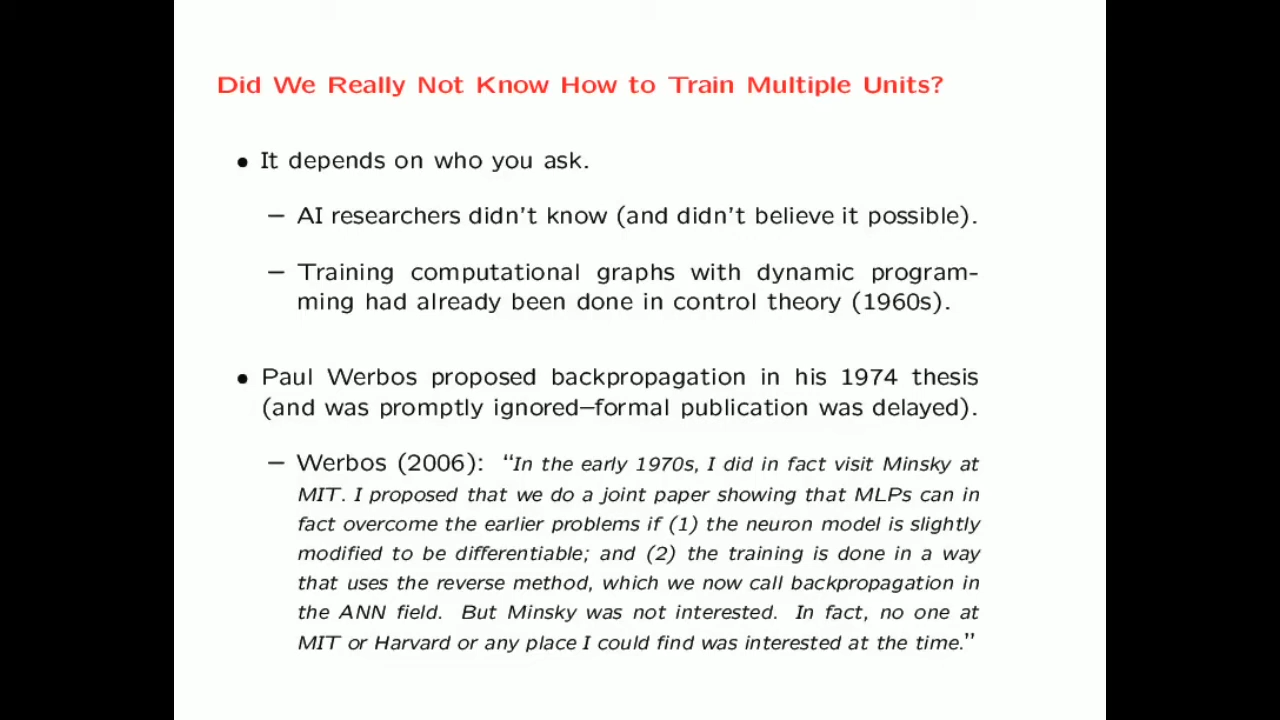 Did We Really Not Know How to Train Multiple Units?
• It depends on who you ask.
– AI researchers didn't know (and didn't believe it possible).
– Training computational graphs with dynamic program-
ming had already been done in control theory (1960s).
• Paul Werbos proposed backpropagation in his 1974 thesis
(and was promptly ignored–formal publication was delayed).
– Werbos (2006): "In the early 1970s, I did in fact visit Minsky at
MIT. I proposed that we do a joint paper showing that MLPs can in
fact overcome the earlier problems if (1) the neuron model is slightly
modified to be differentiable; and (2) the training is done in a way
that uses the reverse method, which we now call backpropagation in
the ANN field. But Minsky was not interested. In fact, no one at
MIT or Harvard or any place I could find was interested at the time."